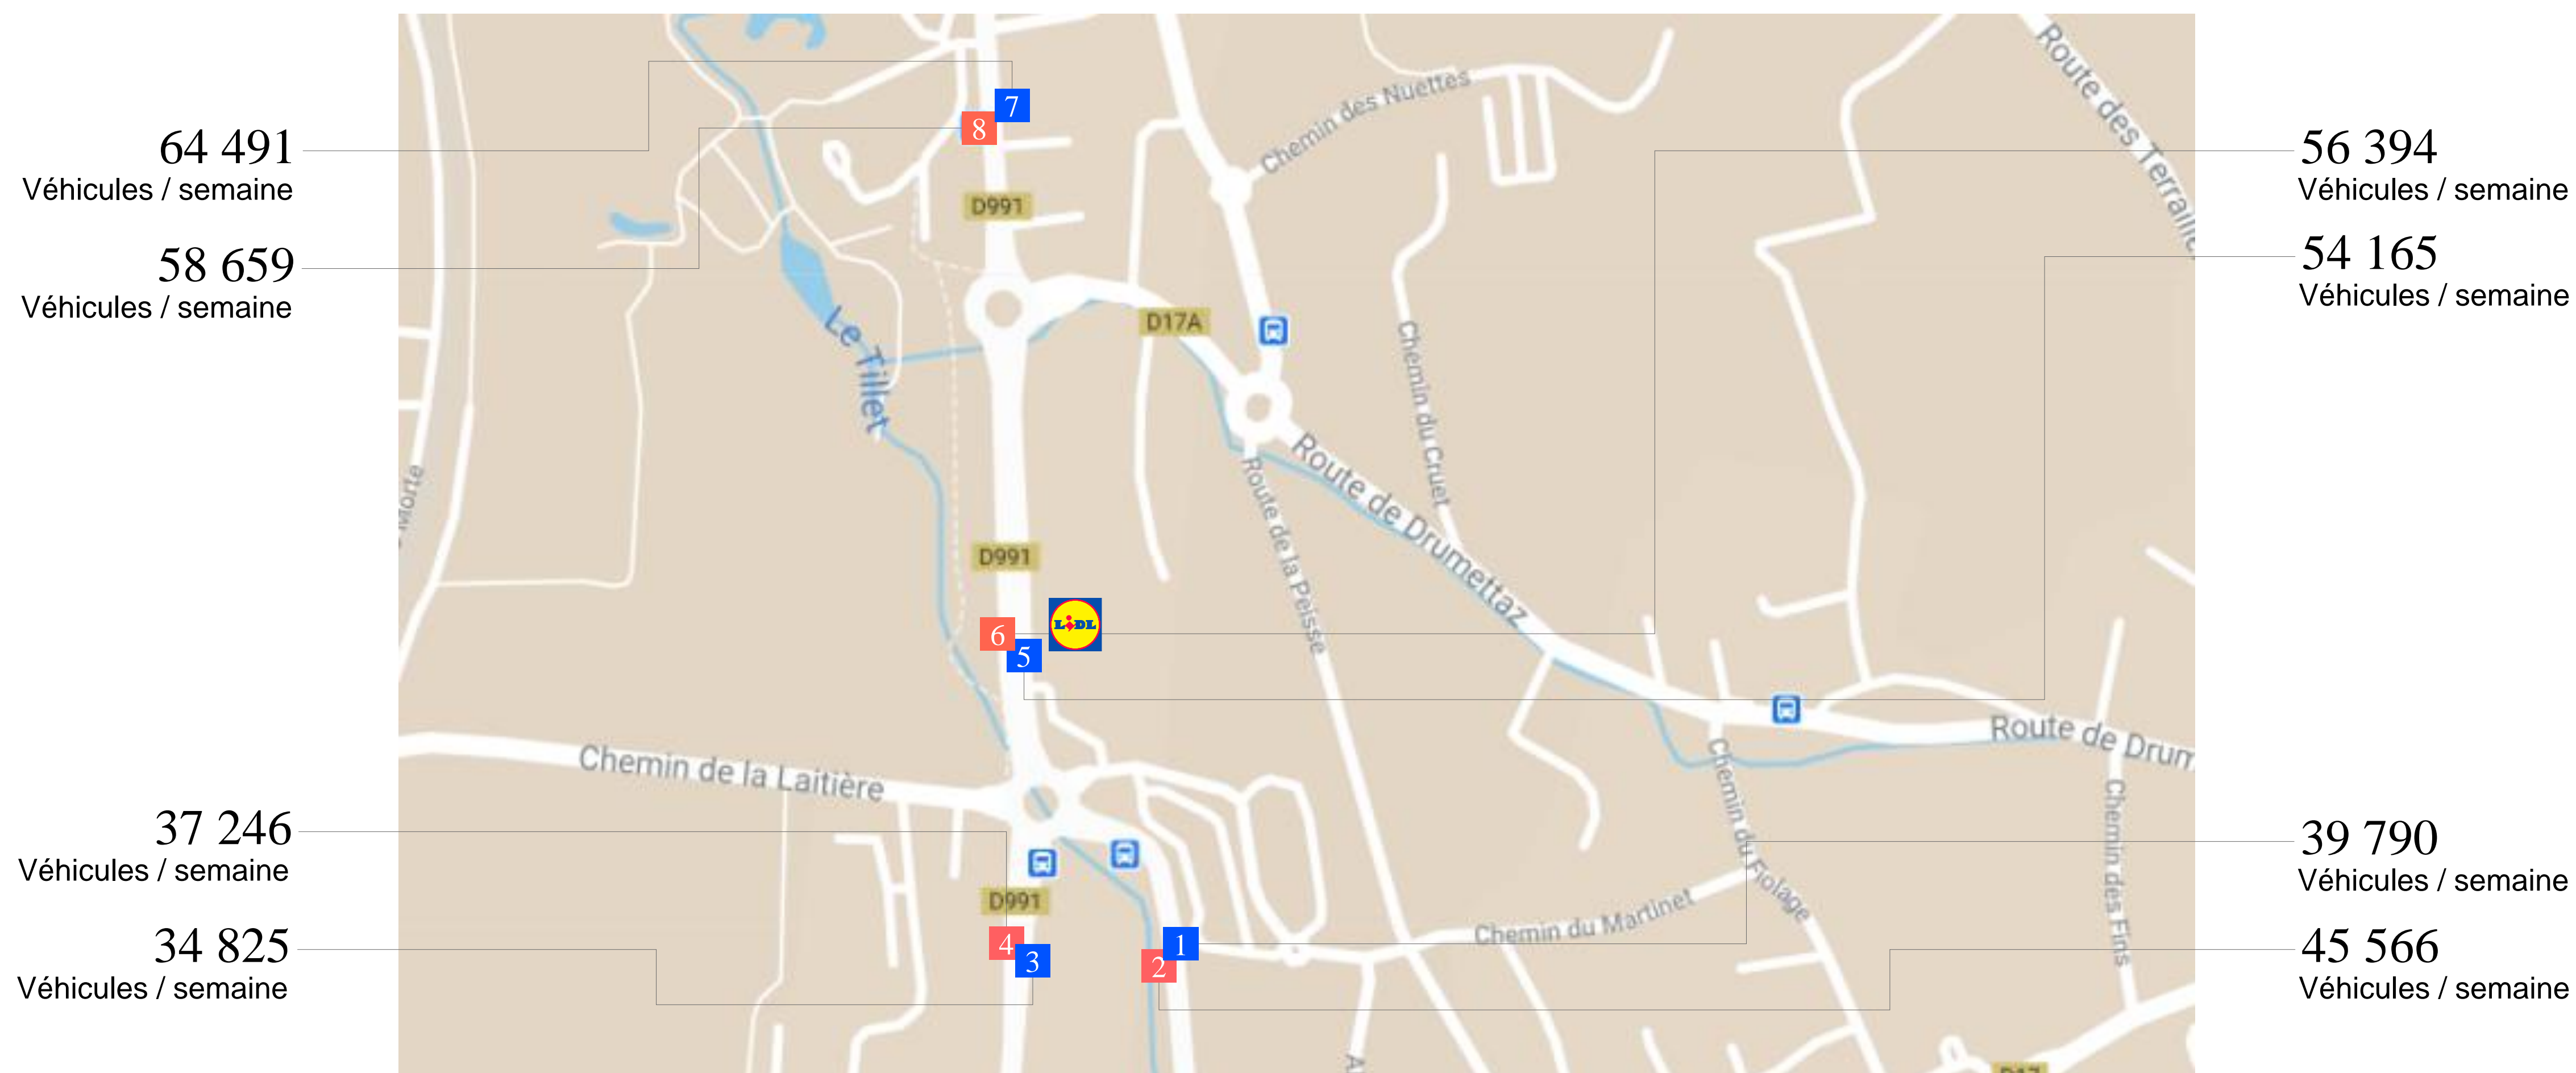 64 491
Véhicules / semaine
58 659
Véhicules / semaine
37 246
Véhicules / semaine
34 825
Véhicules / semaine
7
8
D991
Le Tillet
D17A
Chemin des Nuettes
Route des Terrail
Chemin du Cruet
Route de Drumettaz
Route de la Peisse
Morte
D991
6
5
LIDL
Chemin de la Laitière
Route de Drum
Chemin du Fiolage
Chemin des Fins
D991
4
3
1
2
Chemin du Martinet
A
D17
56 394
Véhicules / semaine
54 165
Véhicules / semaine
39 790
Véhicules / semaine
45 566
Véhicules / semaine